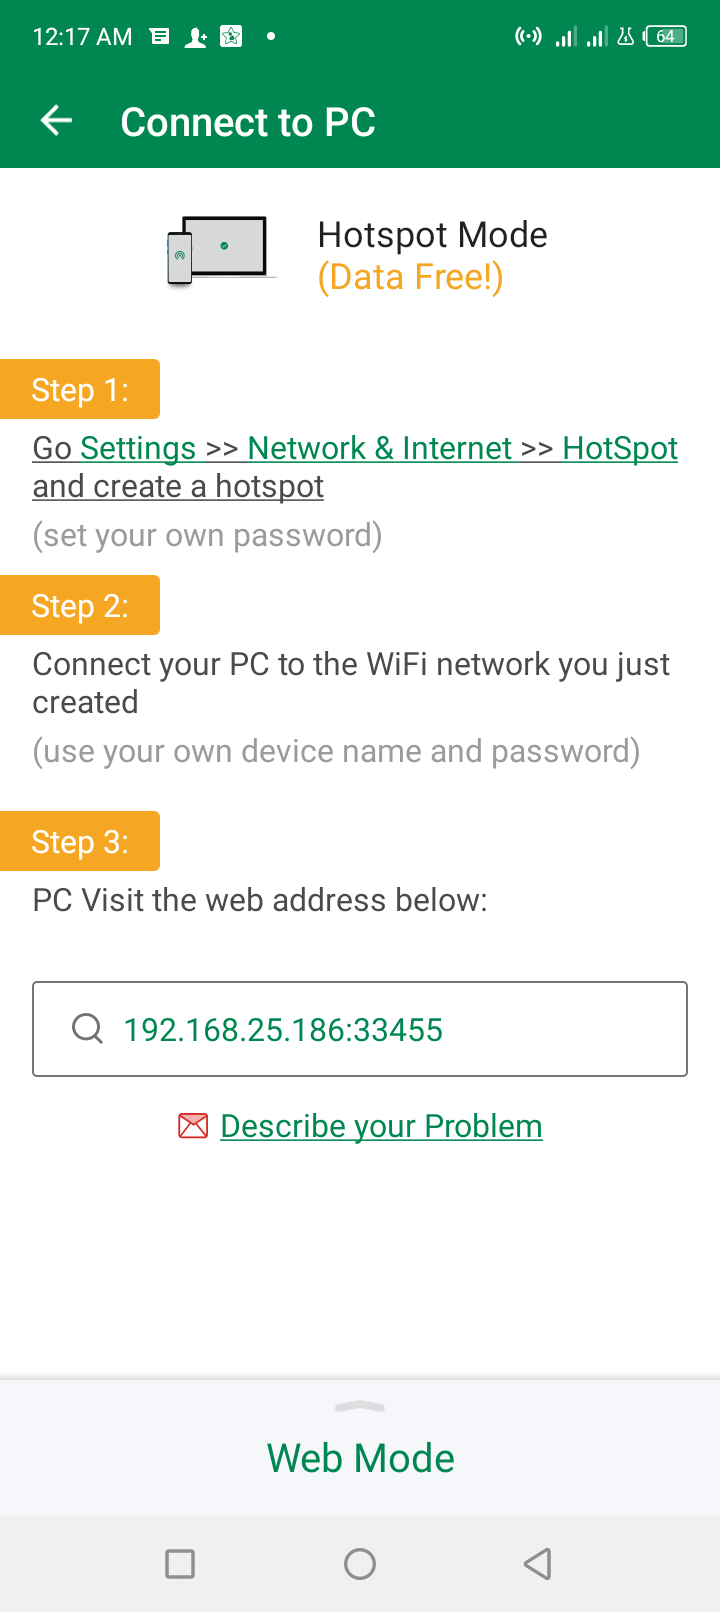 12:17 AM
64
Connect to PC
Hotspot Mode
(Data Free!)
Step 1:
Go Settings >> Network & Internet >> HotSpot
and create a hotspot
(set your own password)
Step 2:
Connect your PC to the WiFi network you just
created
(use your own device name and password)
Step 3:
PC Visit the web address below:
192.168.25.186:33455
Describe your Problem
Web Mode